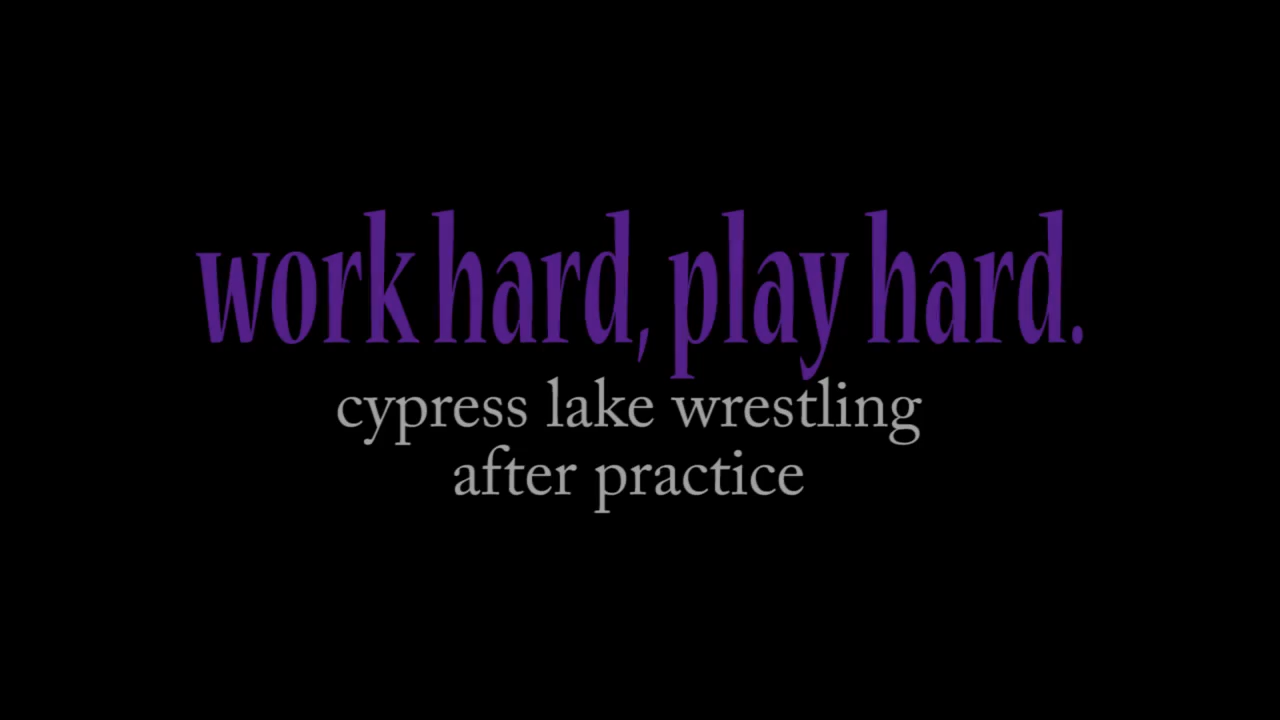 work hard, play hard.
cypress lake wrestling
after practice